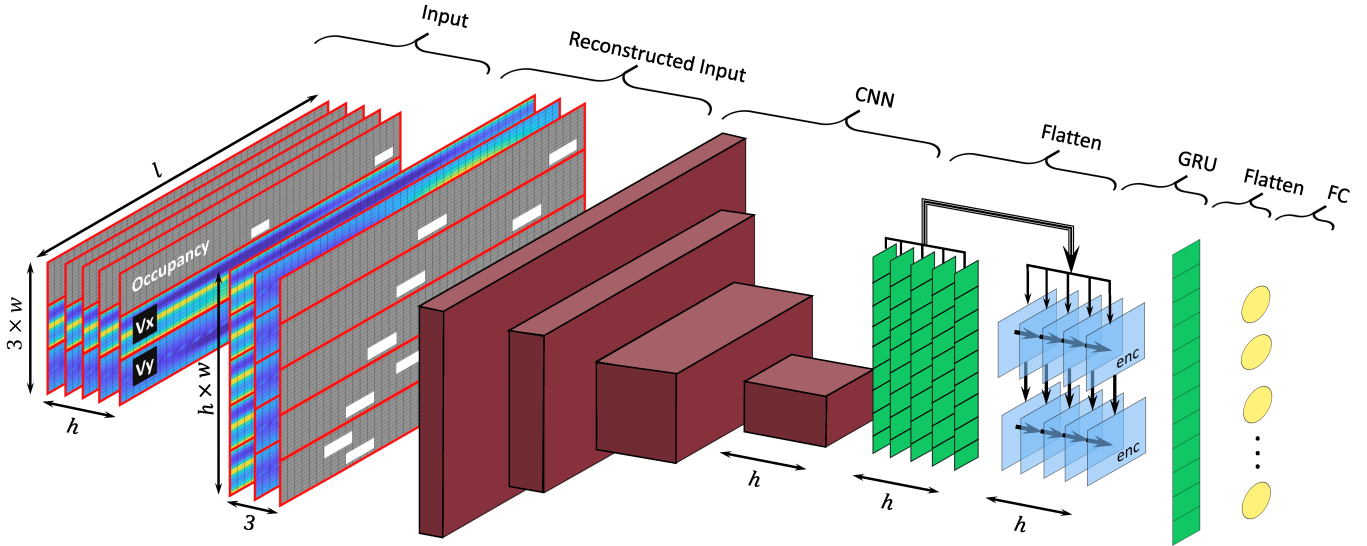 Input
Reconstructed Input
CNN
Flatten
GRU
Flatten
FC
l
Occupancy
Vx
Vy
3 × w
h
h × w
3
h
h
h
enc
enc